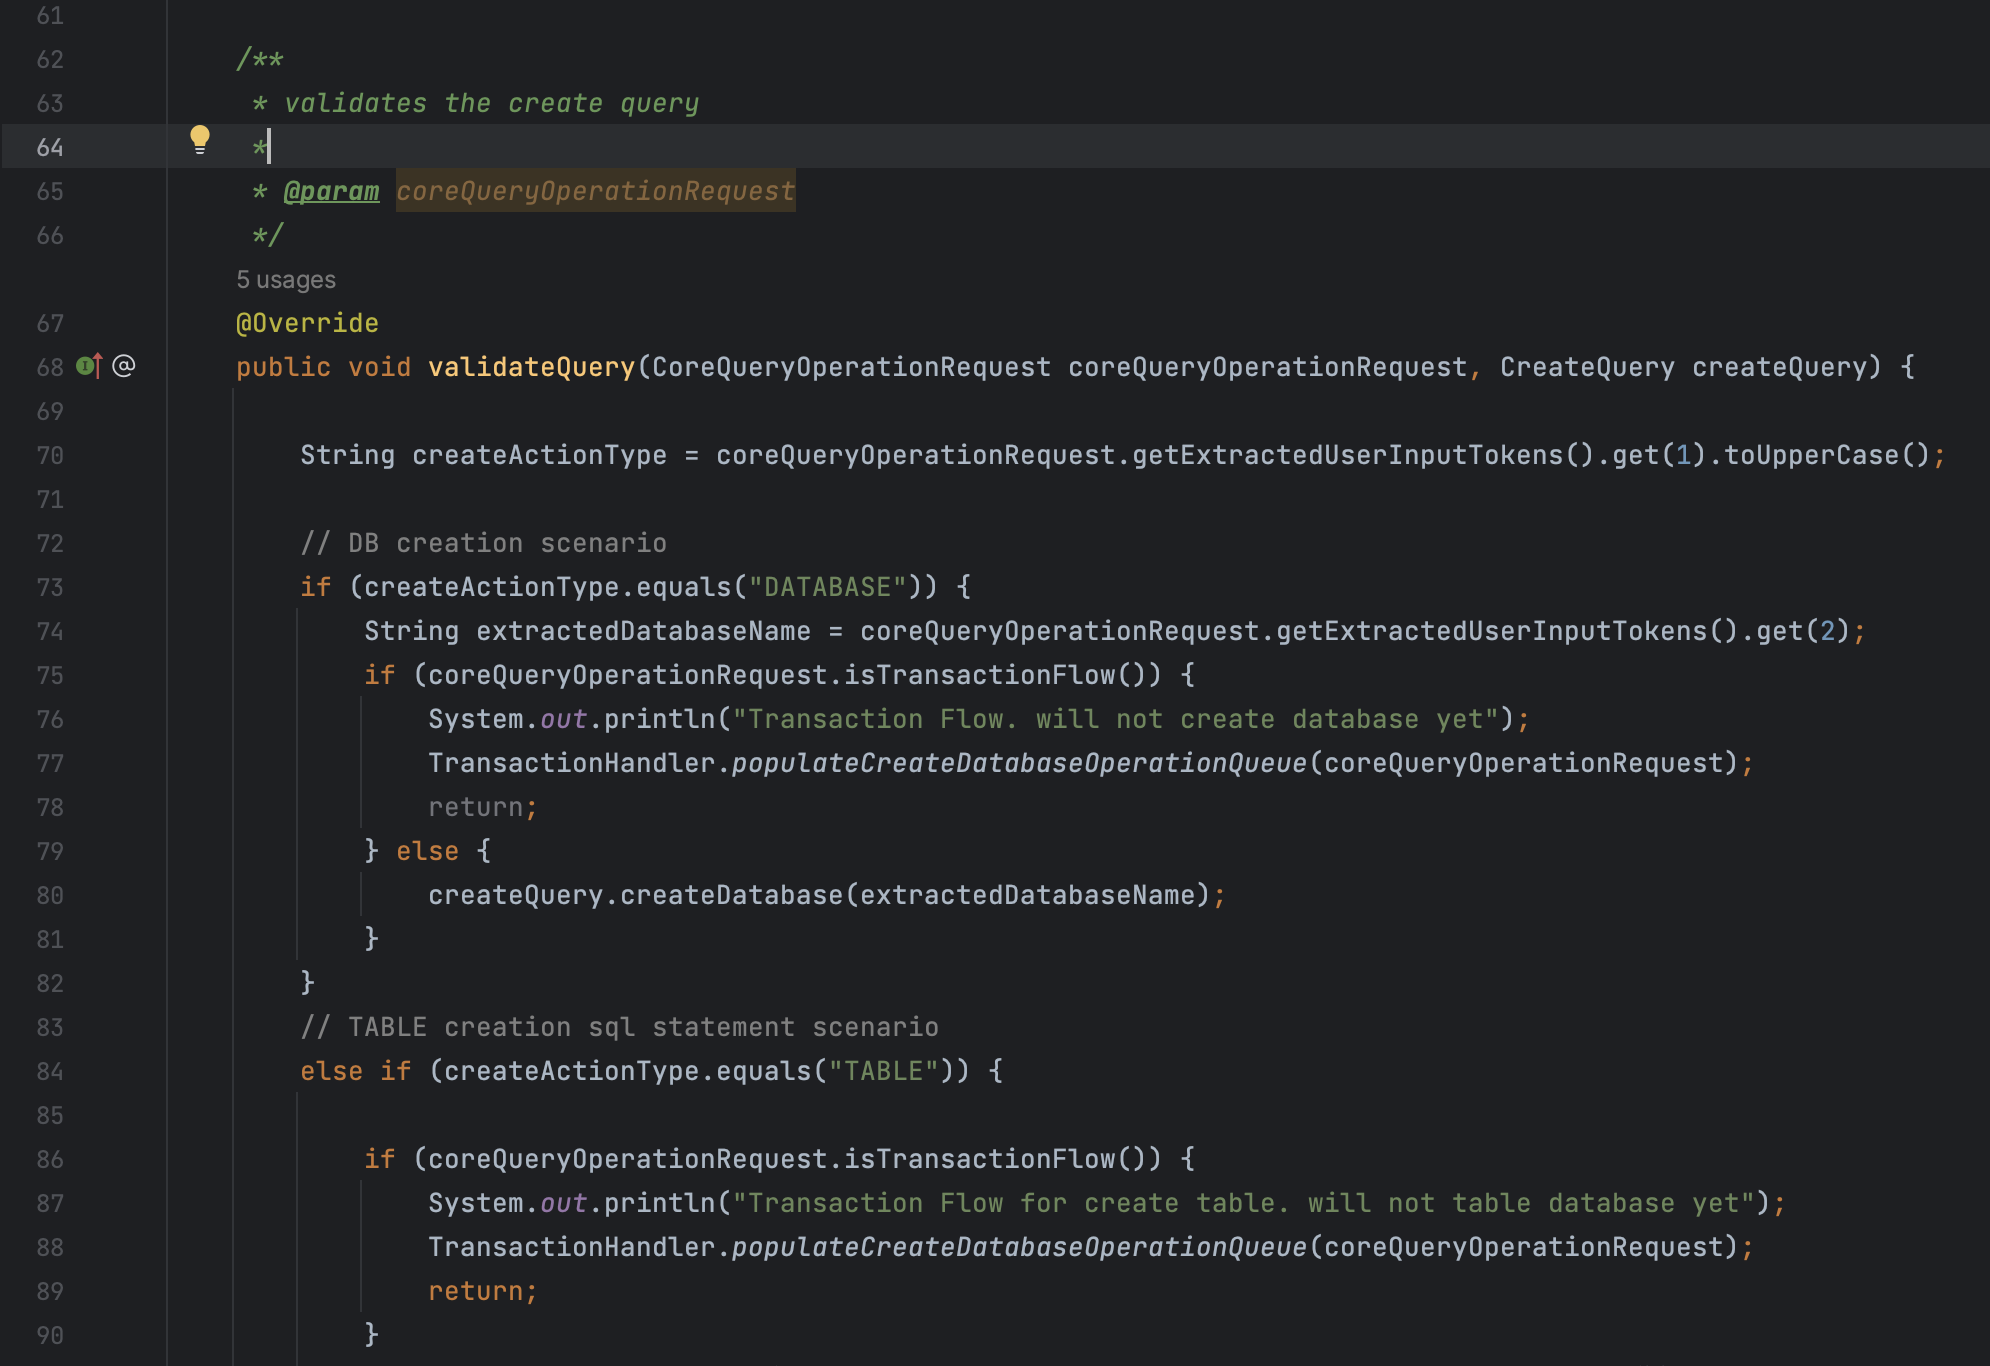 61
62 /**
63 * validates the create query
64 *
65 * @param coreQueryOperationRequest
66 */
5 usages
67 @Override
68 public void validateQuery(CoreQueryOperationRequest coreQueryOperationRequest, CreateQuery createQuery) {
69
70 String createActionType = coreQueryOperationRequest.getExtractedUserInputTokens().get(1).toUpperCase();
71
72 // DB creation scenario
73 if (createActionType.equals("DATABASE")) {
74 String extractedDatabaseName = coreQueryOperationRequest.getExtractedUserInputTokens().get(2);
75 if (coreQueryOperationRequest.isTransactionFlow()) {
76 System.out.println("Transaction Flow. will not create database yet");
77 TransactionHandler.populateCreateDatabaseOperationQueue(coreQueryOperationRequest);
78 return;
79 } else {
80 createQuery.createDatabase(extractedDatabaseName);
81 }
82 }
83 // TABLE creation sql statement scenario
84 else if (createActionType.equals("TABLE")) {
85
86 if (coreQueryOperationRequest.isTransactionFlow()) {
87 System.out.println("Transaction Flow for create table. will not table database yet");
88 TransactionHandler.populateCreateDatabaseOperationQueue(coreQueryOperationRequest);
89 return;
90 }